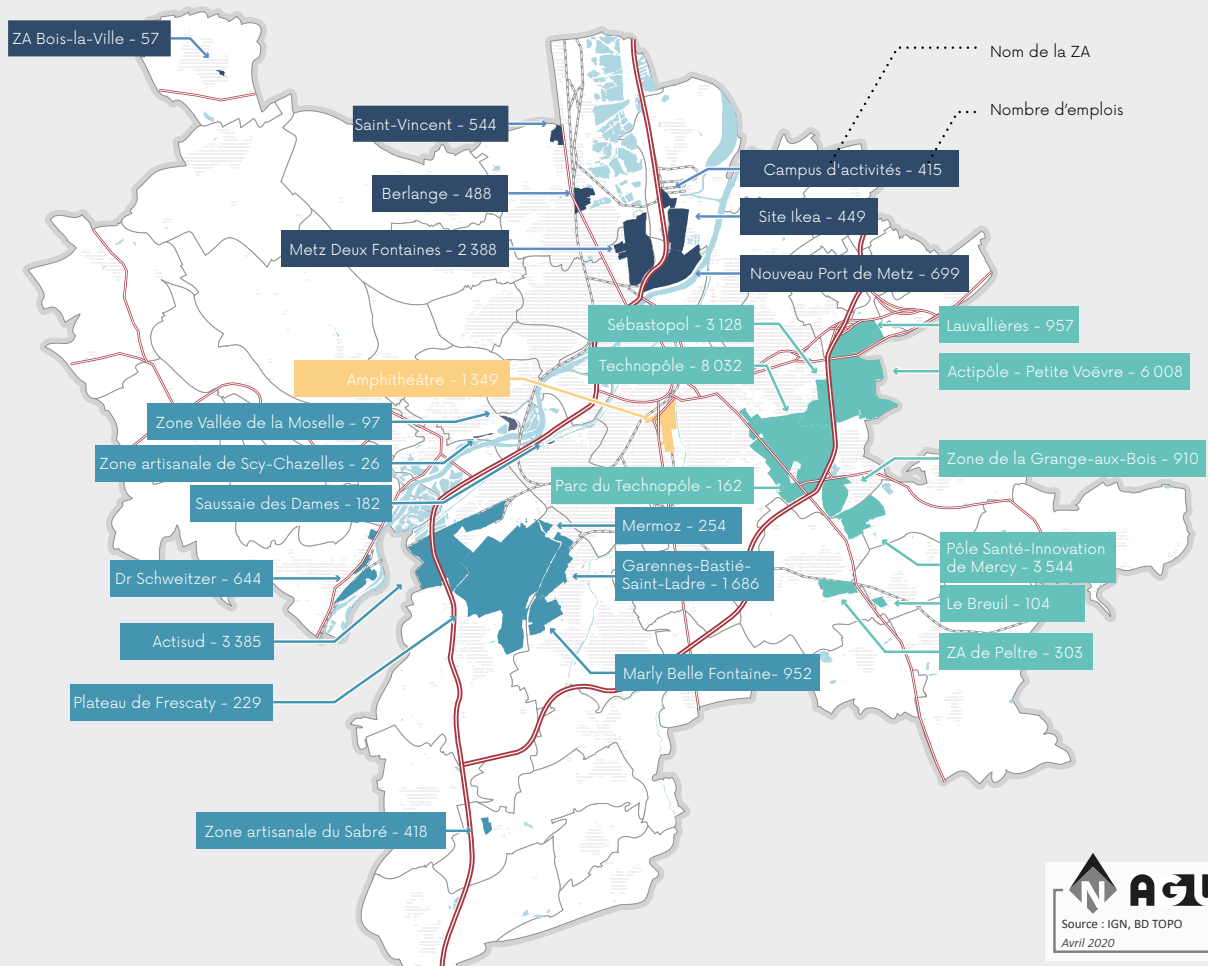 ZA Bois-la-Ville - 57
Nom de la ZA
Nombre d'emplois
Saint-Vincent - 544
Campus d'activités - 415
Berlange - 488
Site Ikea - 449
Metz Deux Fontaines - 2 388
Nouveau Port de Metz - 699
Sébastopol - 3 128
Lauvallières - 957
Technopôle - 8 032
Actipôle - Petite Voëvre - 6 008
Amphithéâtre - 1 349
Zone Vallée de la Moselle - 97
Zone artisanale de Scy-Chazelles - 26
Zone de la Grange-aux-Bois - 910
Parc du Technopôle - 162
Saussaie des Dames - 182
Mermoz - 254
Pôle Santé-Innovation
de Mercy - 3 544
Garennes-Bastié-
Saint-Ladre - 1 686
Dr Schweitzer - 644
Le Breuil - 104
Actisud - 3 385
ZA de Peltre - 303
Marly Belle Fontaine- 952
Plateau de Frescaty - 229
Zone artisanale du Sabré - 418
N
Source : IGN, BD TOPO
Avril 2020